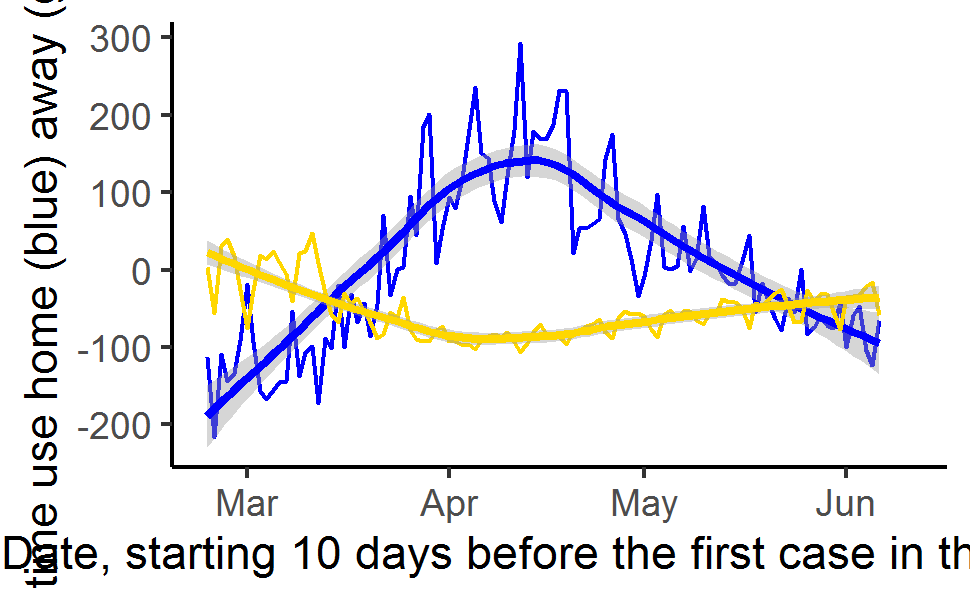 time use home (blue) away (
300
200
100
0
-100
-200
Mar Apr May Jun
Date, starting 10 days before the first case in th